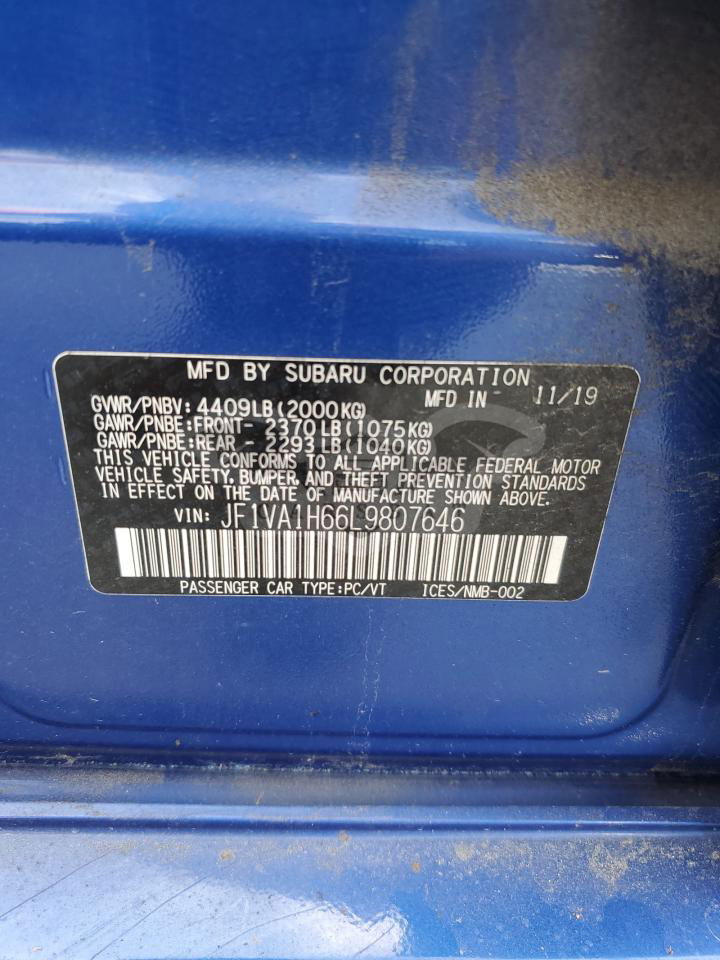 MFD BY SUBARU CORPORATION
GVWR/PNBV: 4409LB(2000KG) MFD IN 11/19
GAWR/PNBE:FRONT- 2370LB(1075KG)
GAWR/PNBE:REAR - 2293LB(1040KG)
THIS VEHICLE CONFORMS TO ALL APPLICABLE FEDERAL MOTOR
VEHICLE SAFETY, BUMPER, AND THEFT PREVENTION STANDARDS
IN EFFECT ON THE DATE OF MANUFACTURE SHOWN ABOVE.
VIN: JF1VA1H66L9807646
PASSENGER CAR TYPE:PC/VT ICES/NMB-002